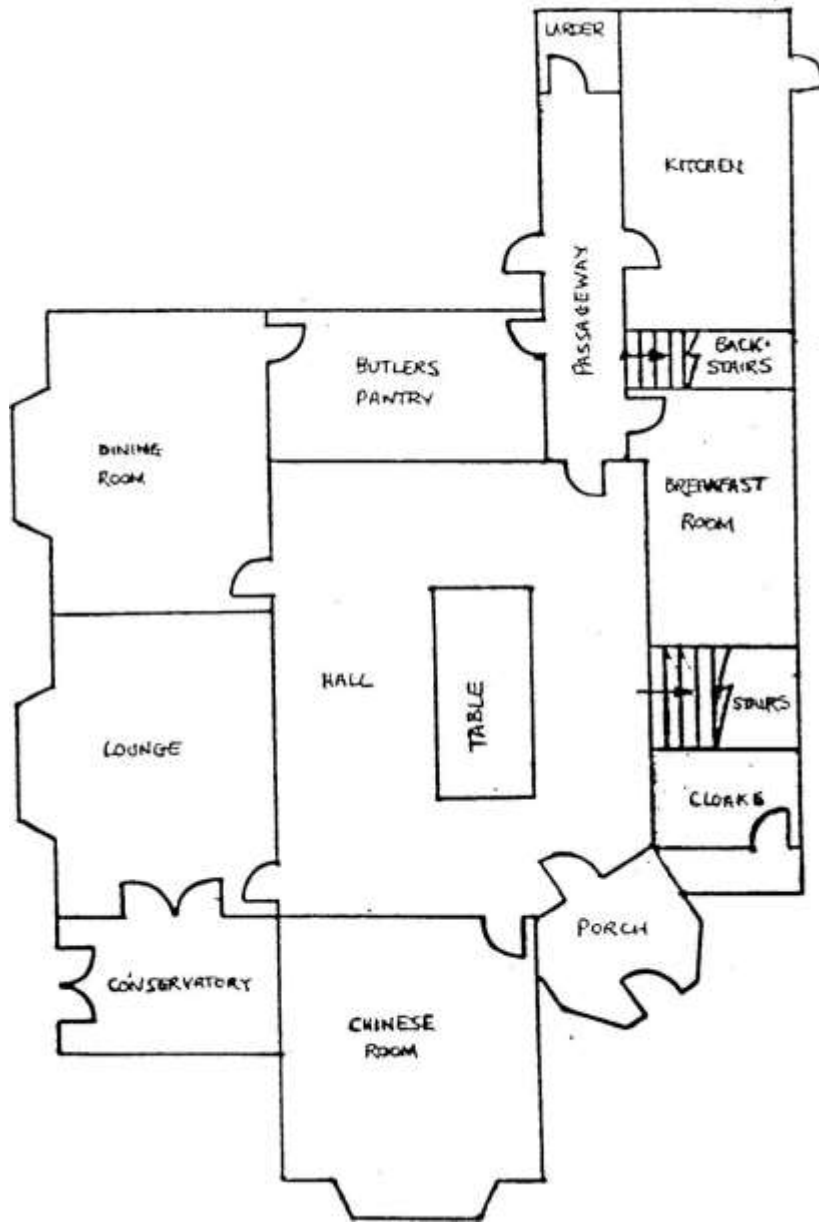 LARDER
KITCHEN
PASSAGEWAY
BACK-
STAIRS
BUTLERS
PANTRY
DINING
ROOM
BREAKFAST
ROOM
HALL
TABLE
STAIRS
LOUNGE
CLOAKS
PORCH
CONSERVATORY
CHINESE
ROOM